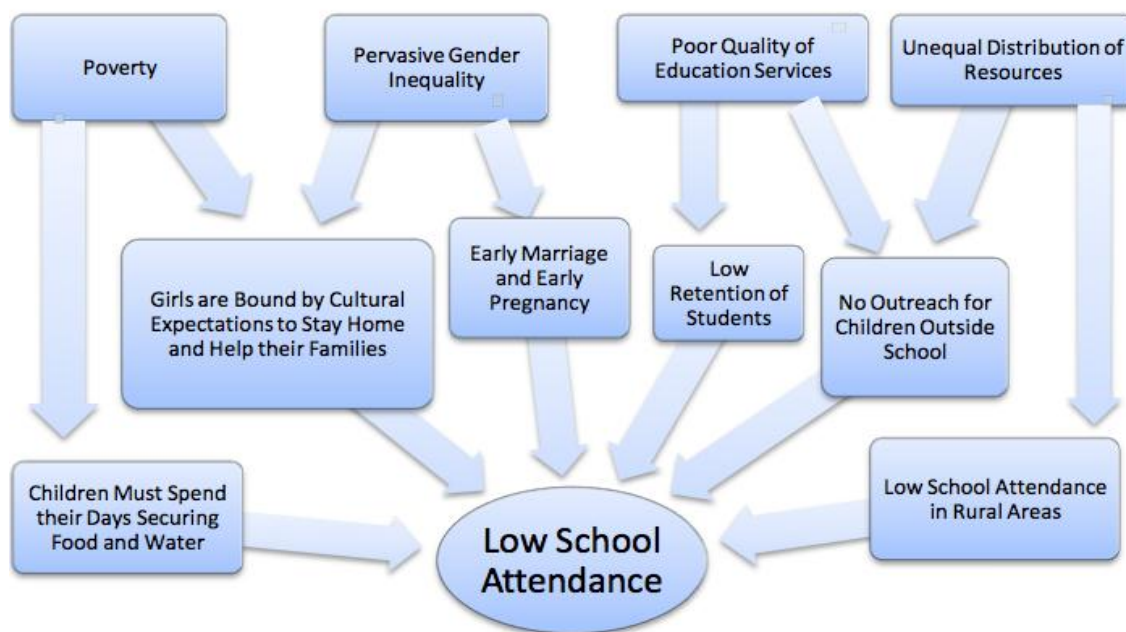 Poverty
Pervasive Gender
Inequality
Poor Quality of
Education Services
Unequal Distribution of
Resources
Girls are Bound by Cultural
Expectations to Stay Home
and Help their Families
Early Marriage
and Early
Pregnancy
Low
Retention of
Students
No Outreach for
Children Outside
School
Children Must Spend
their Days Securing
Food and Water
Low School
Attendance
Low School Attendance
in Rural Areas